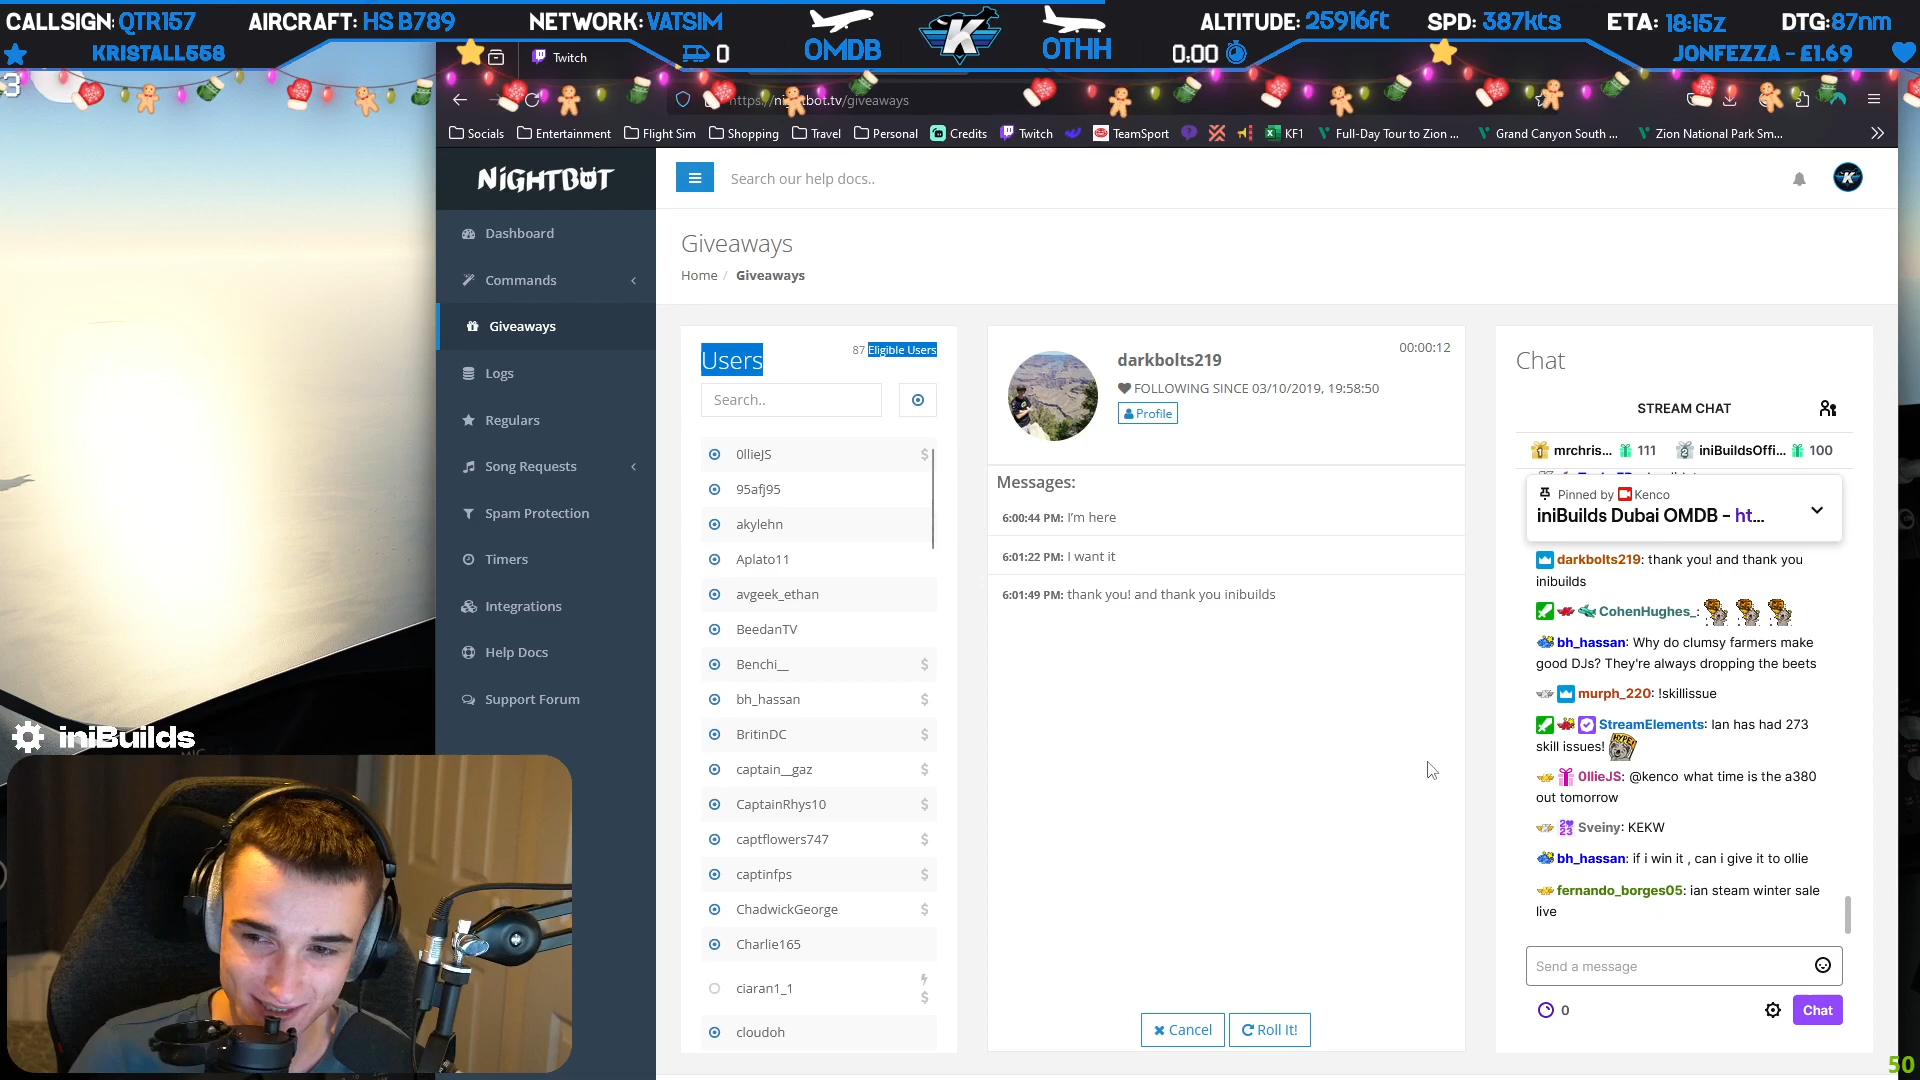 CALLSIGN: QTR157
AIRCRAFT: HS B789
NETWORK: VATSIM
OMDB
K
OTHH
ALTITUDE: 25916ft
SPD: 387kts
ETA: 18:15z
DTG:87nm
KRISTALL558
0
0:00
JONFEZZA - £1.69
3
Twitch
https://nightbot.tv/giveaways
Socials
Entertainment
Flight Sim
Shopping
Travel
Personal
Credits
Twitch
TeamSport
KF1
Full-Day Tour to Zion ...
Grand Canyon South ...
Zion National Park Sm...
NiGHTBOT
Search our help docs..
Dashboard
Commands
Giveaways
Logs
Regulars
Song Requests
Spam Protection
Timers
Integrations
Help Docs
Support Forum
Giveaways
Home / Giveaways
Users
87 Eligible Users
Search..
0llieJS $
95afj95
akylehn
Aplato11
avgeek_ethan
BeedanTV
Benchi__ $
bh_hassan $
BritinDC $
captain__gaz $
CaptainRhys10 $
captflowers747 $
captinfps $
ChadwickGeorge $
Charlie165
ciaran1_1 $
cloudoh
darkbolts219
00:00:12
FOLLOWING SINCE 03/10/2019, 19:58:50
Profile
Messages:
6:00:44 PM: I'm here
6:01:22 PM: I want it
6:01:49 PM: thank you! and thank you inibuilds
Cancel
Roll It!
Chat
STREAM CHAT
1 mrchris... 111
2 iniBuildsOffi... 100
Pinned by Kenco
iniBuilds Dubai OMDB - ht...
darkbolts219: thank you! and thank you
inibuilds
CohenHughes_:
bh_hassan: Why do clumsy farmers make
good DJs? They're always dropping the beets
murph_220: !skillissue
StreamElements: Ian has had 273
skill issues! HYPE!
0llieJS: @kenco what time is the a380
out tomorrow
Sveiny: KEKW
bh_hassan: if i win it , can i give it to ollie
fernando_borges05: ian steam winter sale
live
Send a message
0
Chat
iniBuilds
50